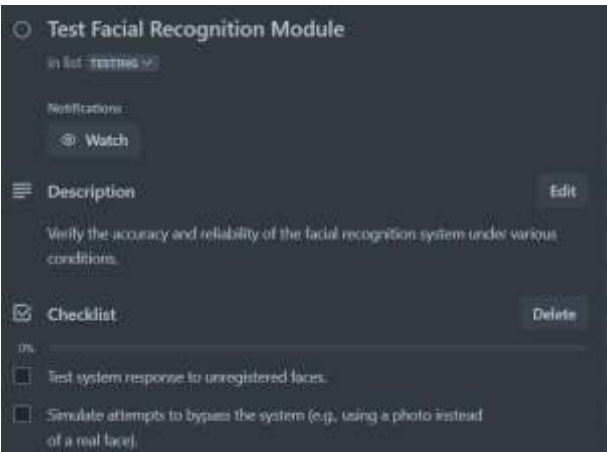 Test Facial Recognition Module
in list TESTING
Notifications
Watch
Description
Edit
Verify the accuracy and reliability of the facial recognition system under various
conditions.
Checklist
Delete
0%
Test system response to unregistered faces.
Simulate attempts to bypass the system (e.g., using a photo instead
of a real face).